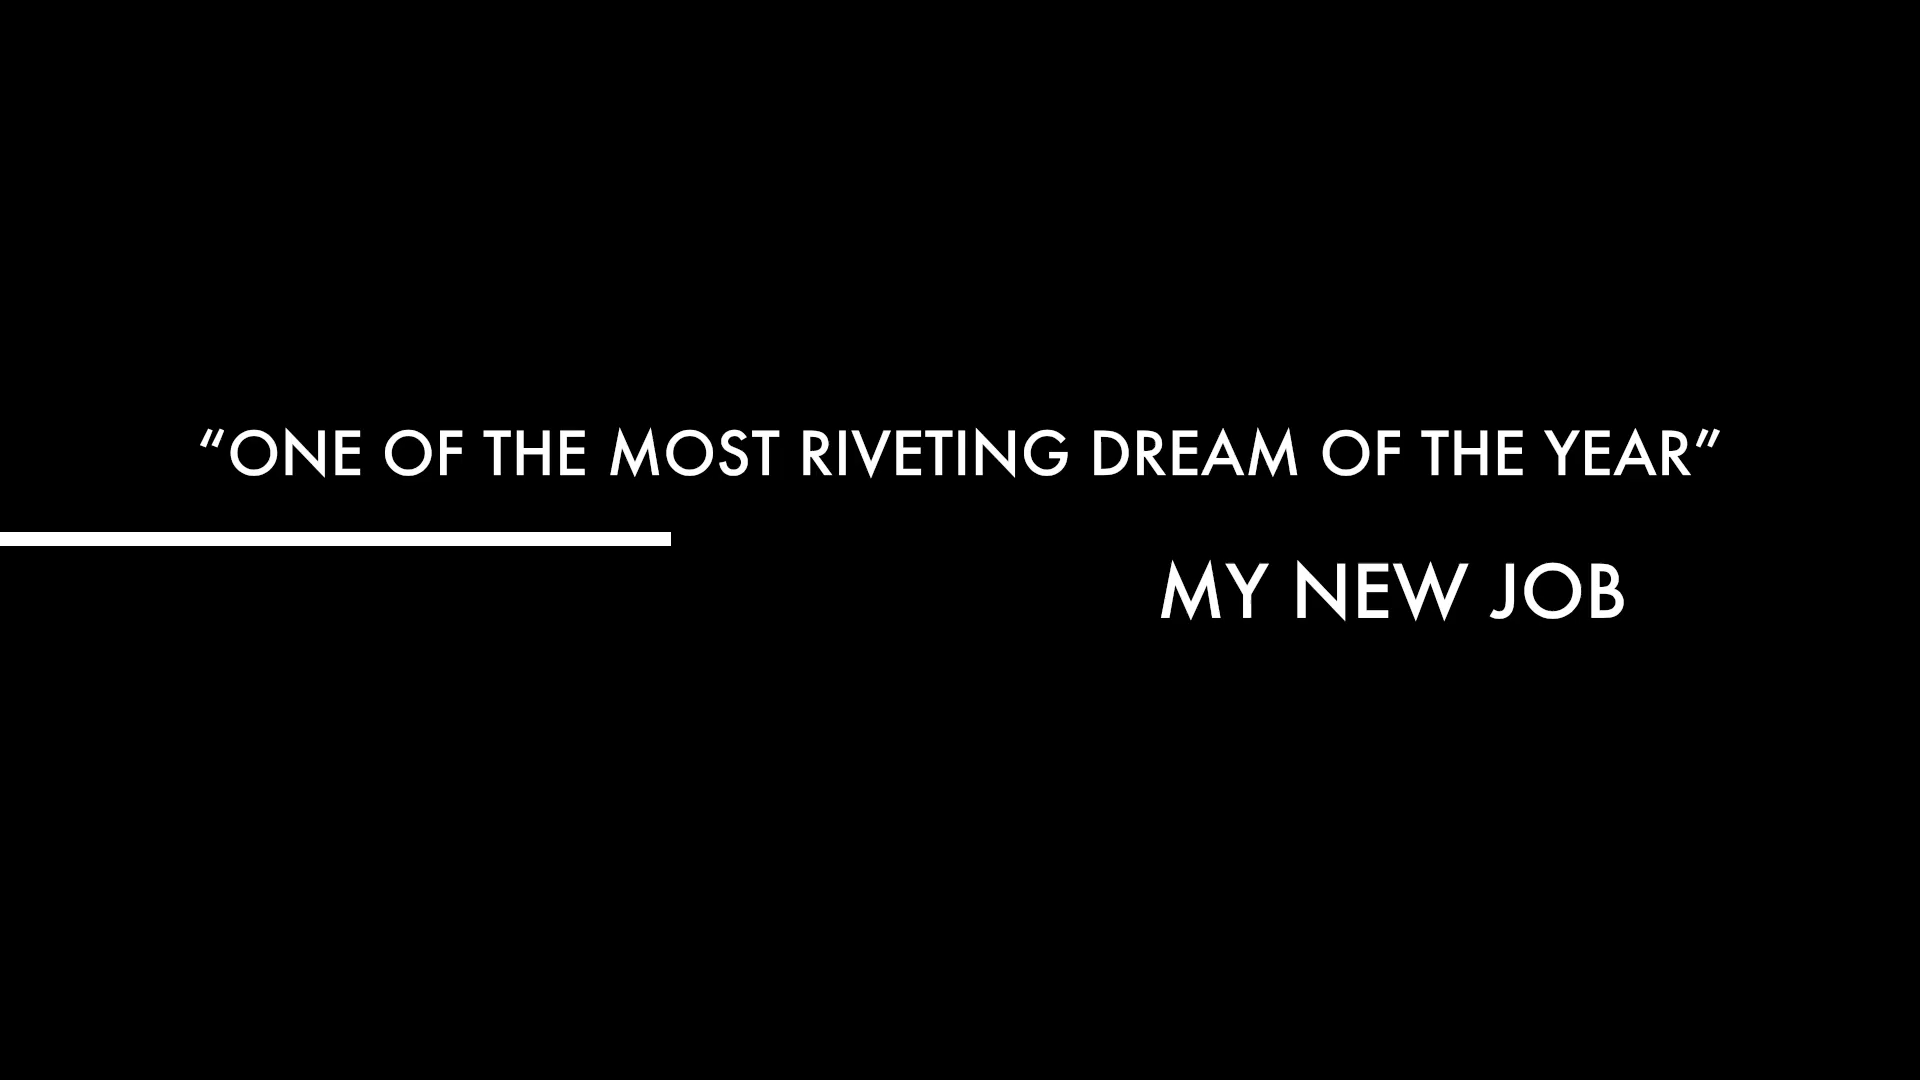 “ONE OF THE MOST RIVETING DREAM OF THE YEAR”
MY NEW JOB